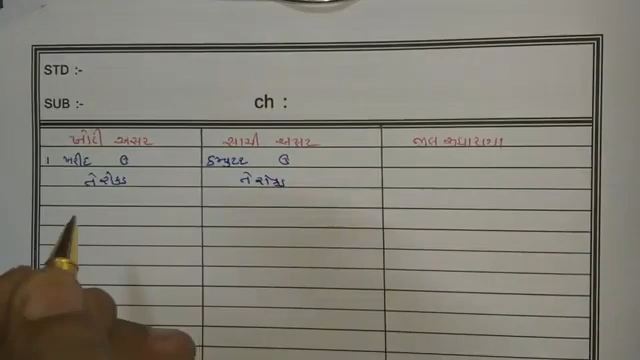 STD :-
SUB :- ch :
ખોટી અસર સાચી અસર ભૂલ સુધારણા
1 ખરીદ ઉ કમ્પ્યુટર ઉ
તે રોકડ તે રોકડ